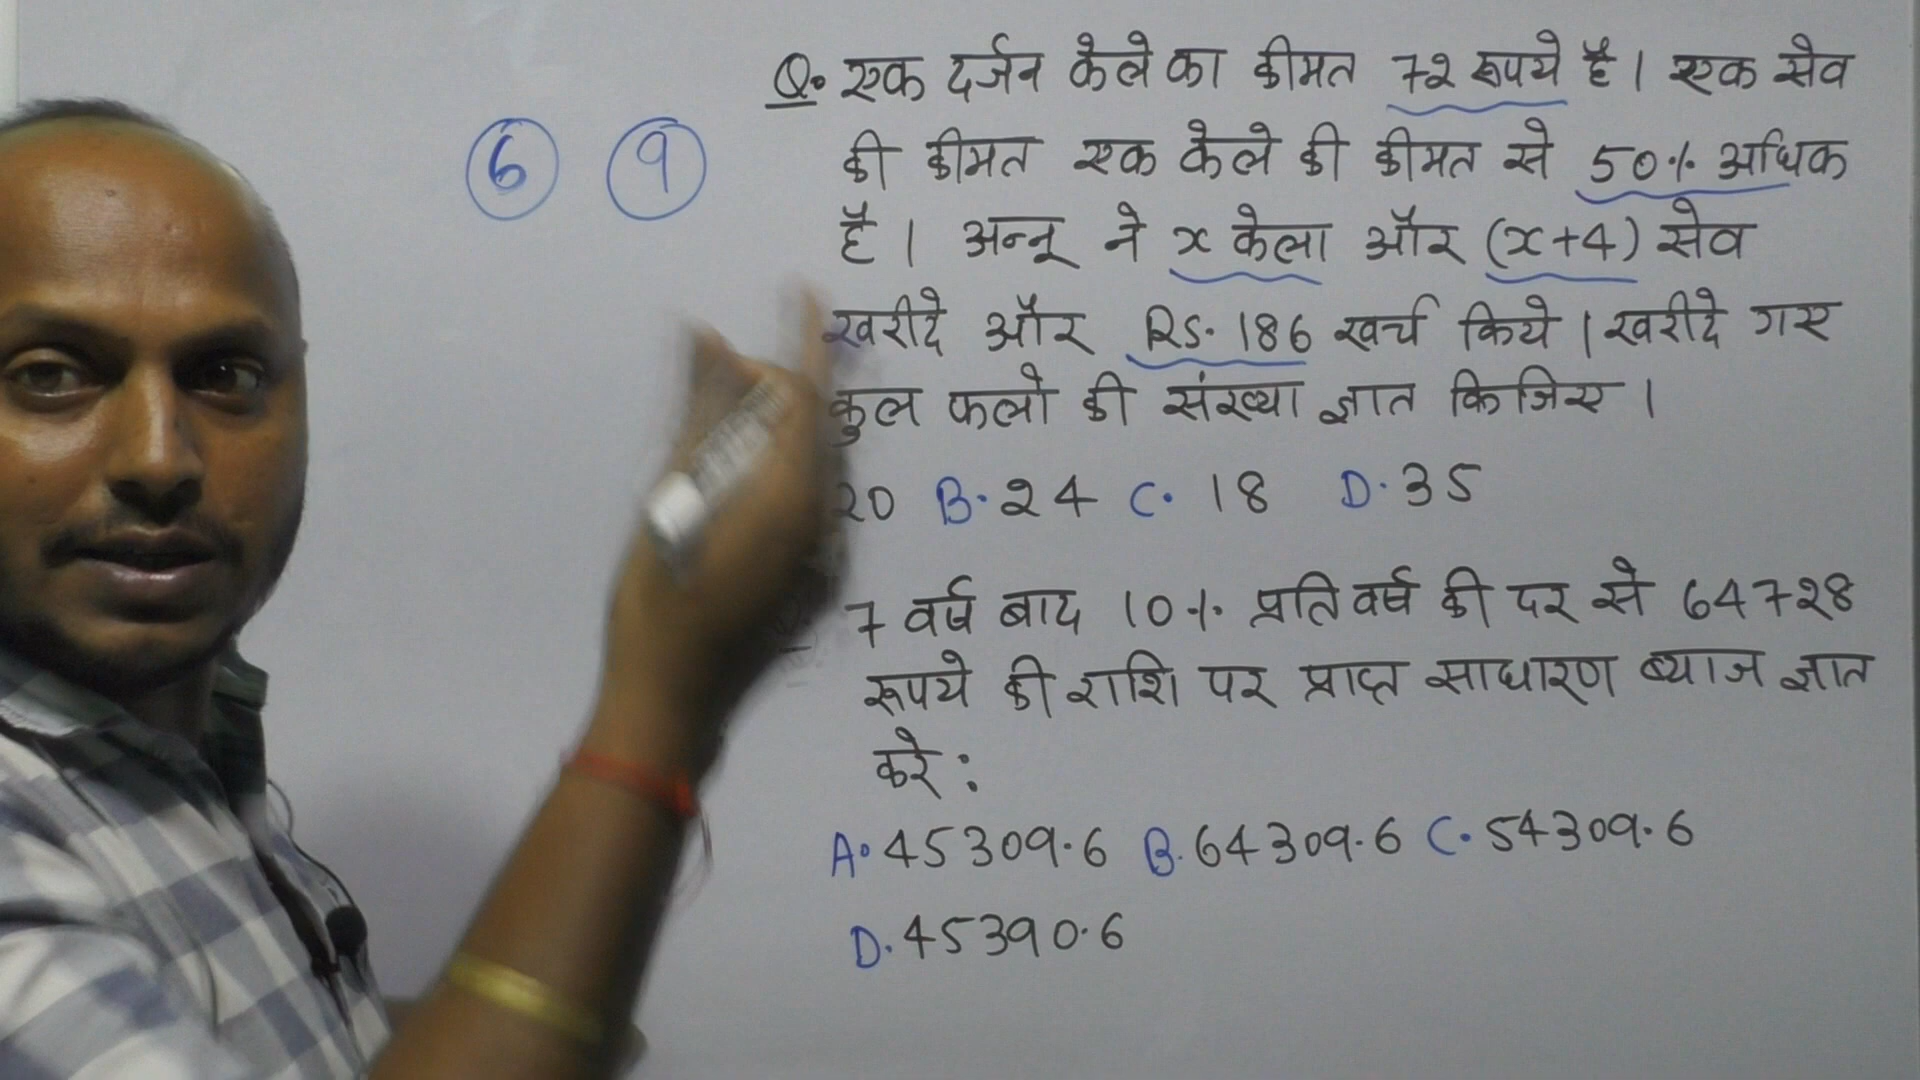 6 9
Q. एक दर्जन केले का कीमत 72 रूपये है। एक सेव
की कीमत एक केले की कीमत से 50% अधिक
है। अन्नू ने x केला और (x+4) सेव
खरीदे और Rs. 186 खर्च किये। खरीदे गए
कुल फलो की संख्या ज्ञात किजिए।
20 B. 24 C. 18 D. 35
7 वर्ष बाद 10% प्रति वर्ष की दर से 64728
रूपये की राशि पर प्राप्त साधारण ब्याज ज्ञात
करे:
A. 45309.6 B. 64309.6 C. 54309.6
D. 45390.6